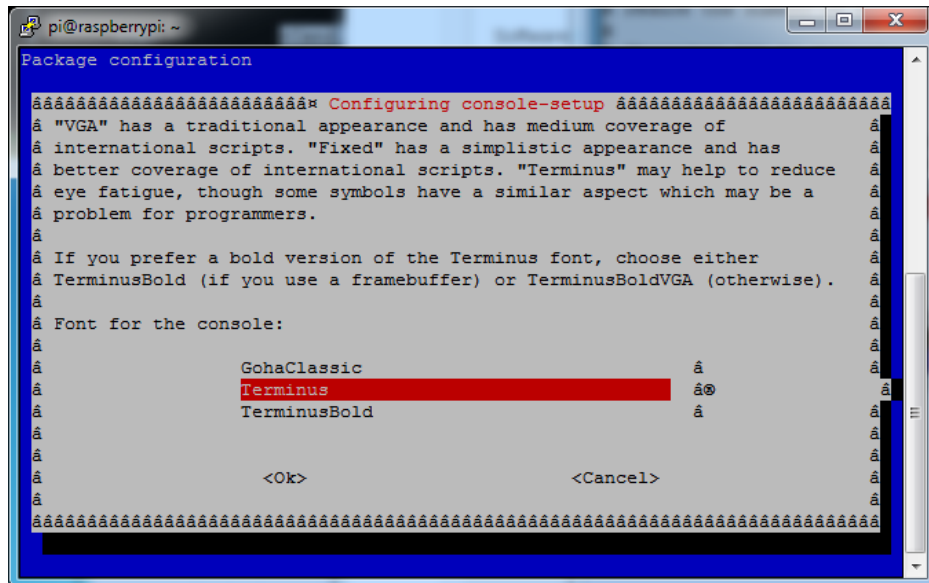 pi@raspberrypi: ~
Package configuration
âââââââââââââââââââââââââ¤ Configuring console-setup âââââââââââââââââââââââââ
â "VGA" has a traditional appearance and has medium coverage of â
â international scripts. "Fixed" has a simplistic appearance and has â
â better coverage of international scripts. "Terminus" may help to reduce â
â eye fatigue, though some symbols have a similar aspect which may be a â
â problem for programmers. â
â â
â If you prefer a bold version of the Terminus font, choose either â
â TerminusBold (if you use a framebuffer) or TerminusBoldVGA (otherwise). â
â â
â Font for the console: â
â â
â GohaClassic â â
â Terminus â® â
â TerminusBold â â
â â
â â
â <Ok> <Cancel> â
â â
âââââââââââââââââââââââââââââââââââââââââââââââââââââââââââââââââââââââââââââ